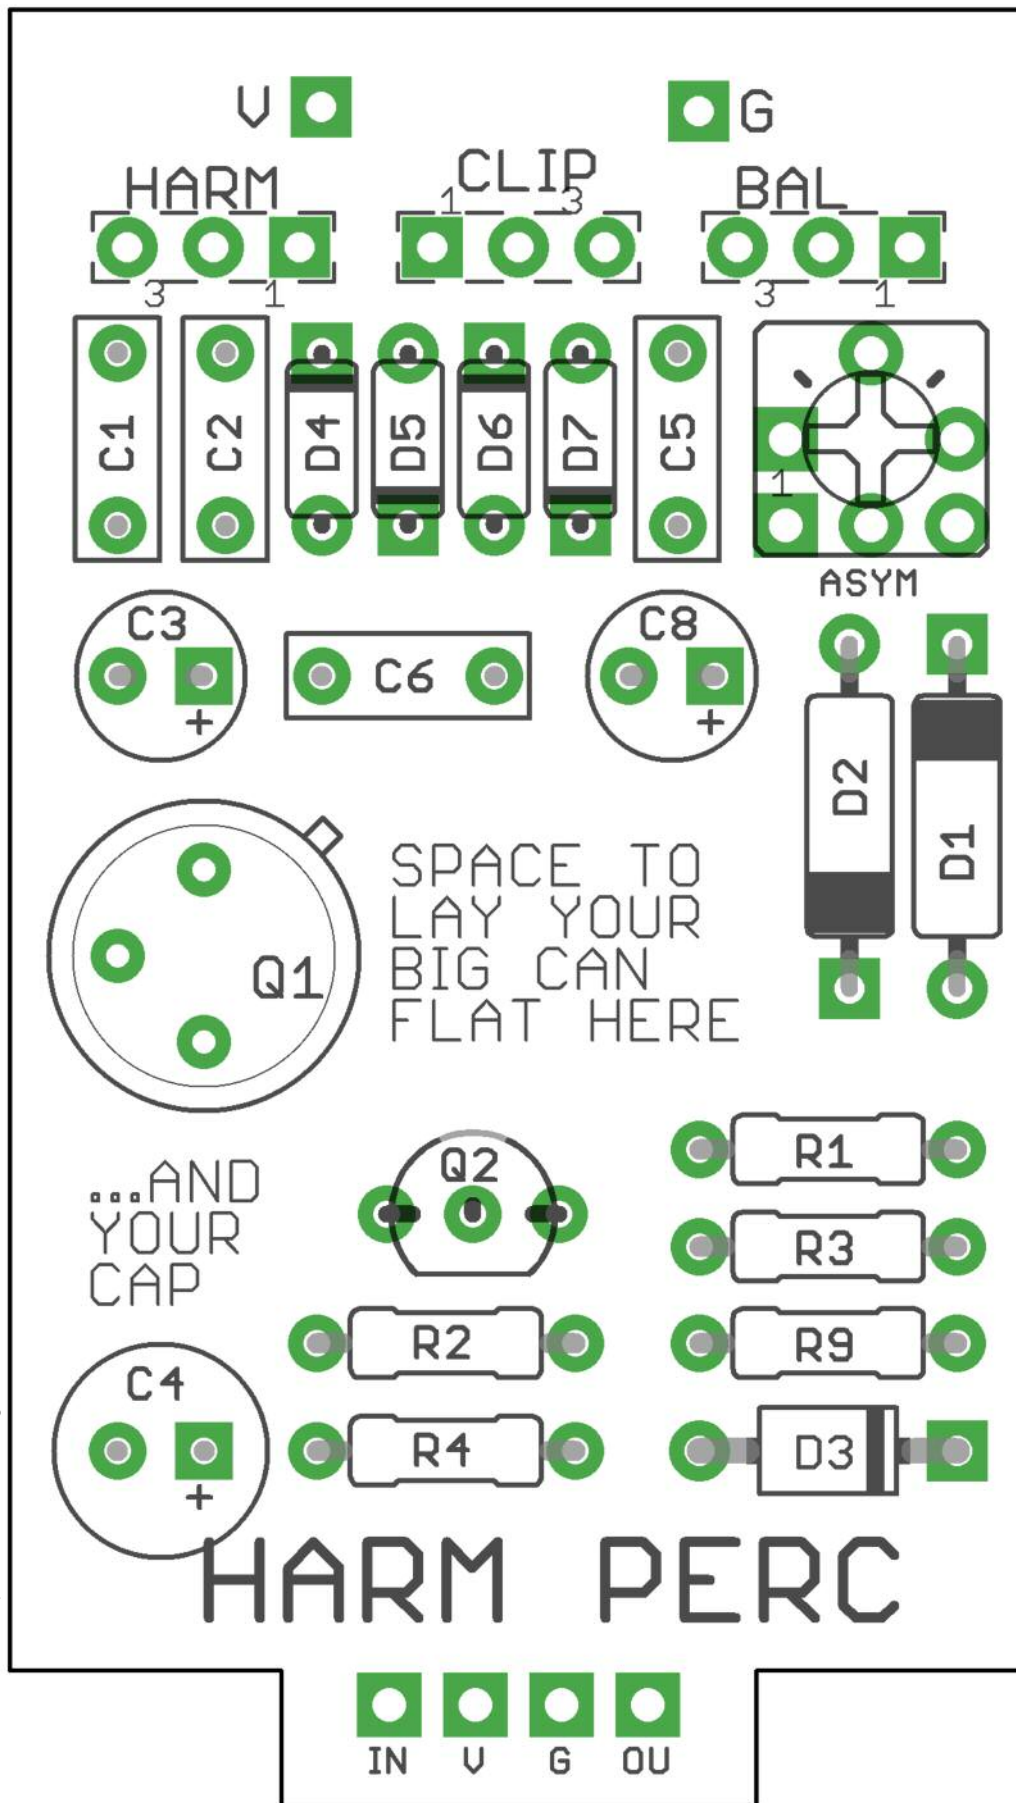 V G
HARM CLIP BAL
1 3
3 1 3 1
C1 C2 D4 D5 D6 D7 C5
1
ASYM
C3 C6 C8
+ +
D2 D1
SPACE TO
LAY YOUR
BIG CAN
FLAT HERE
Q1
Q2 R1
...AND
YOUR
CAP
R3
R2 R9
C4
R4 D3
+
HARM PERC
IN V G OU